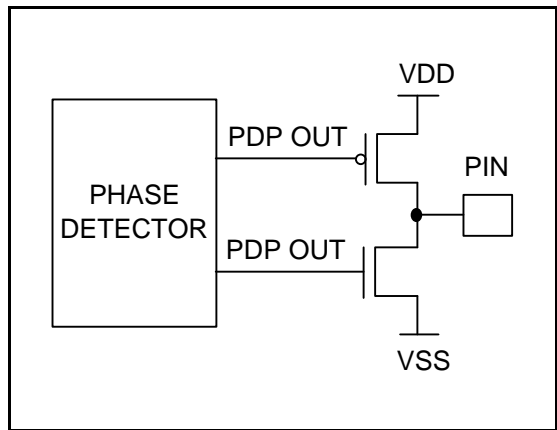 VDD
PDP OUT
PIN
PHASE
DETECTOR
PDP OUT
VSS